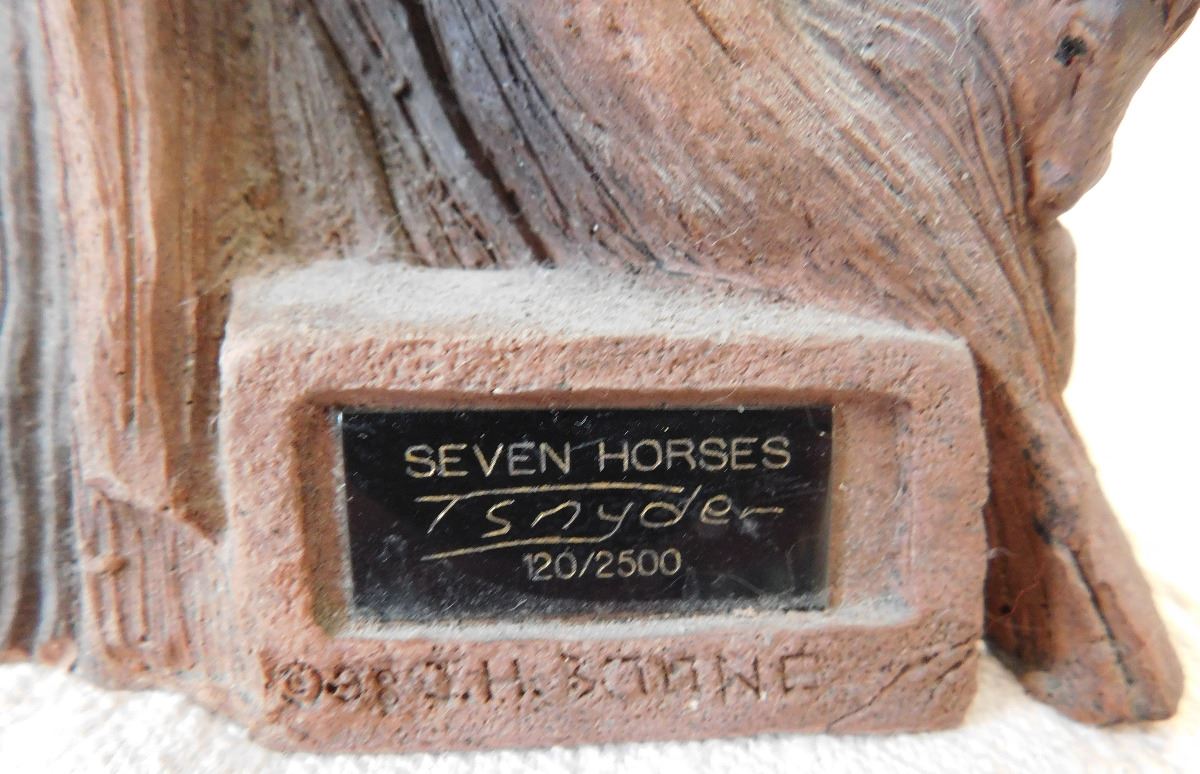 SEVEN HORSES
Tsnyder
120/2500
© J.H.